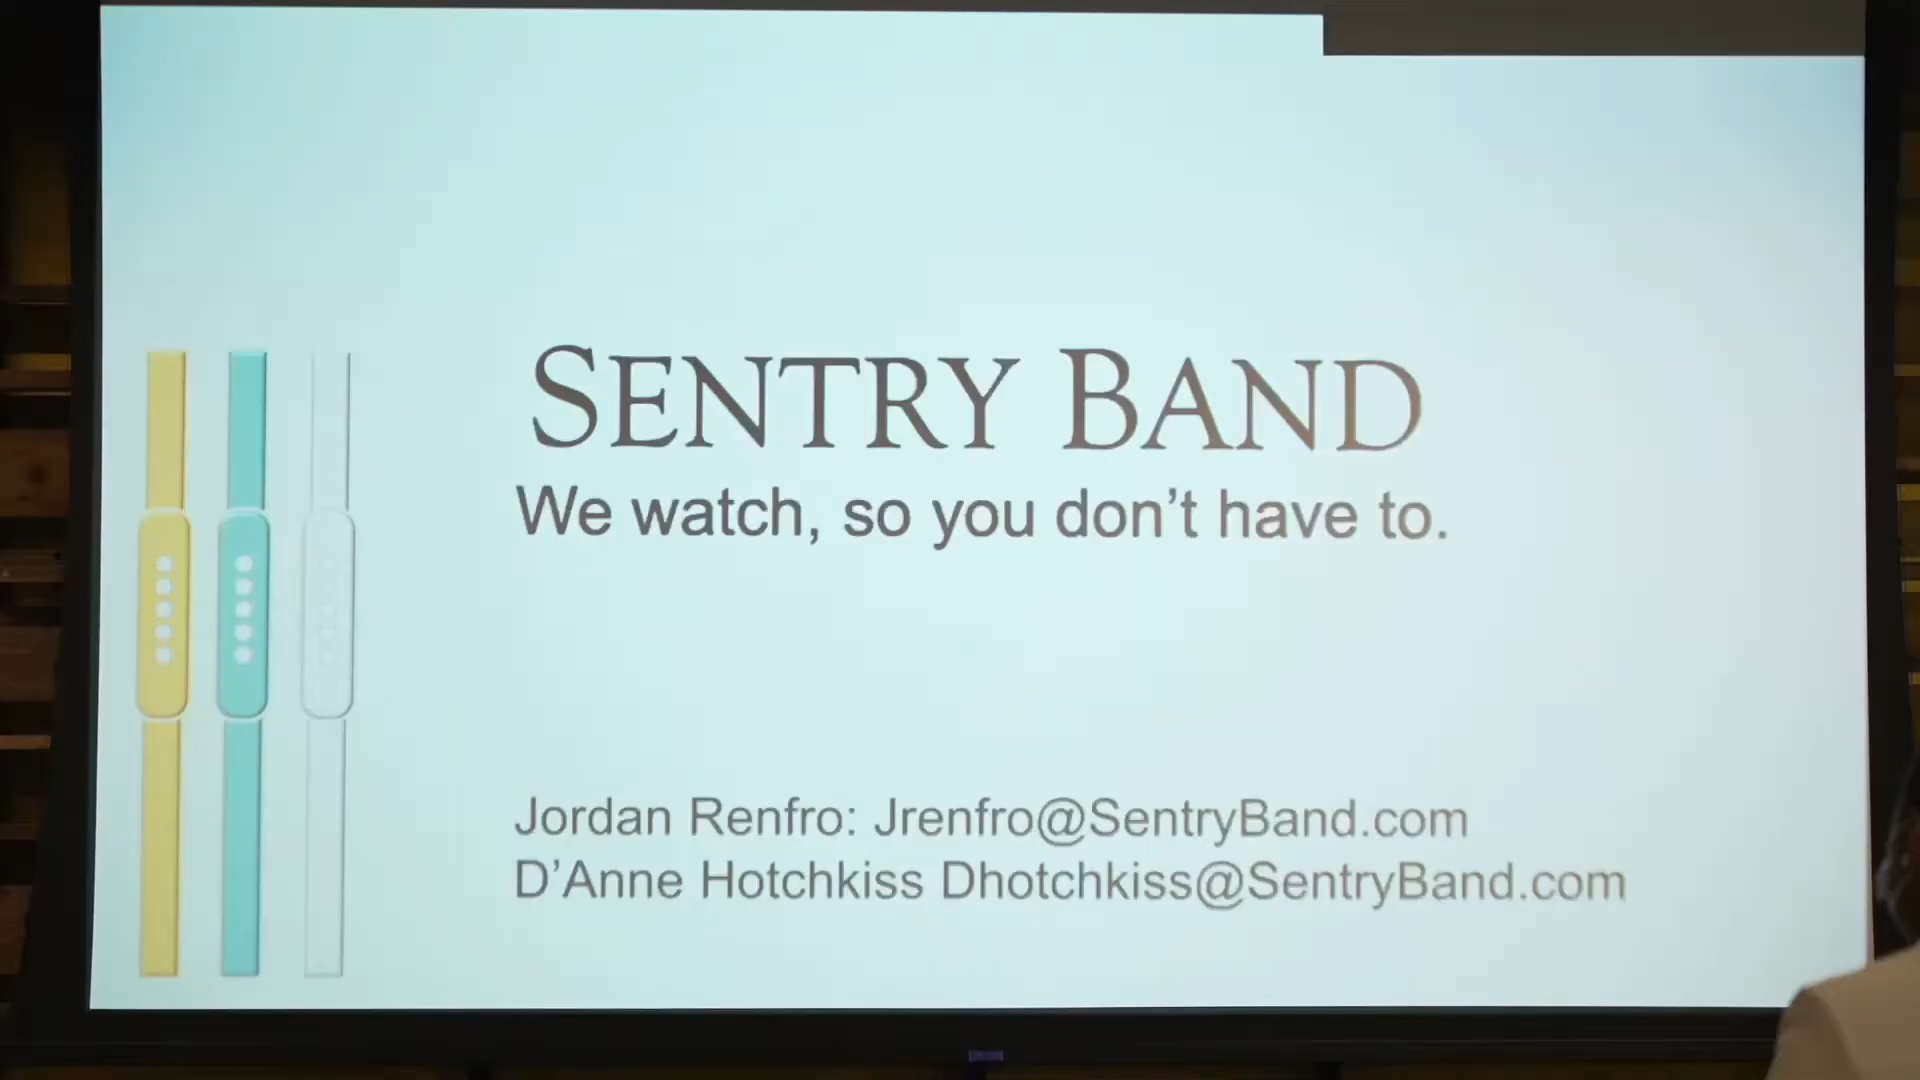 SENTRY BAND
We watch, so you don’t have to.
Jordan Renfro: Jrenfro@SentryBand.com
D’Anne Hotchkiss Dhotchkiss@SentryBand.com